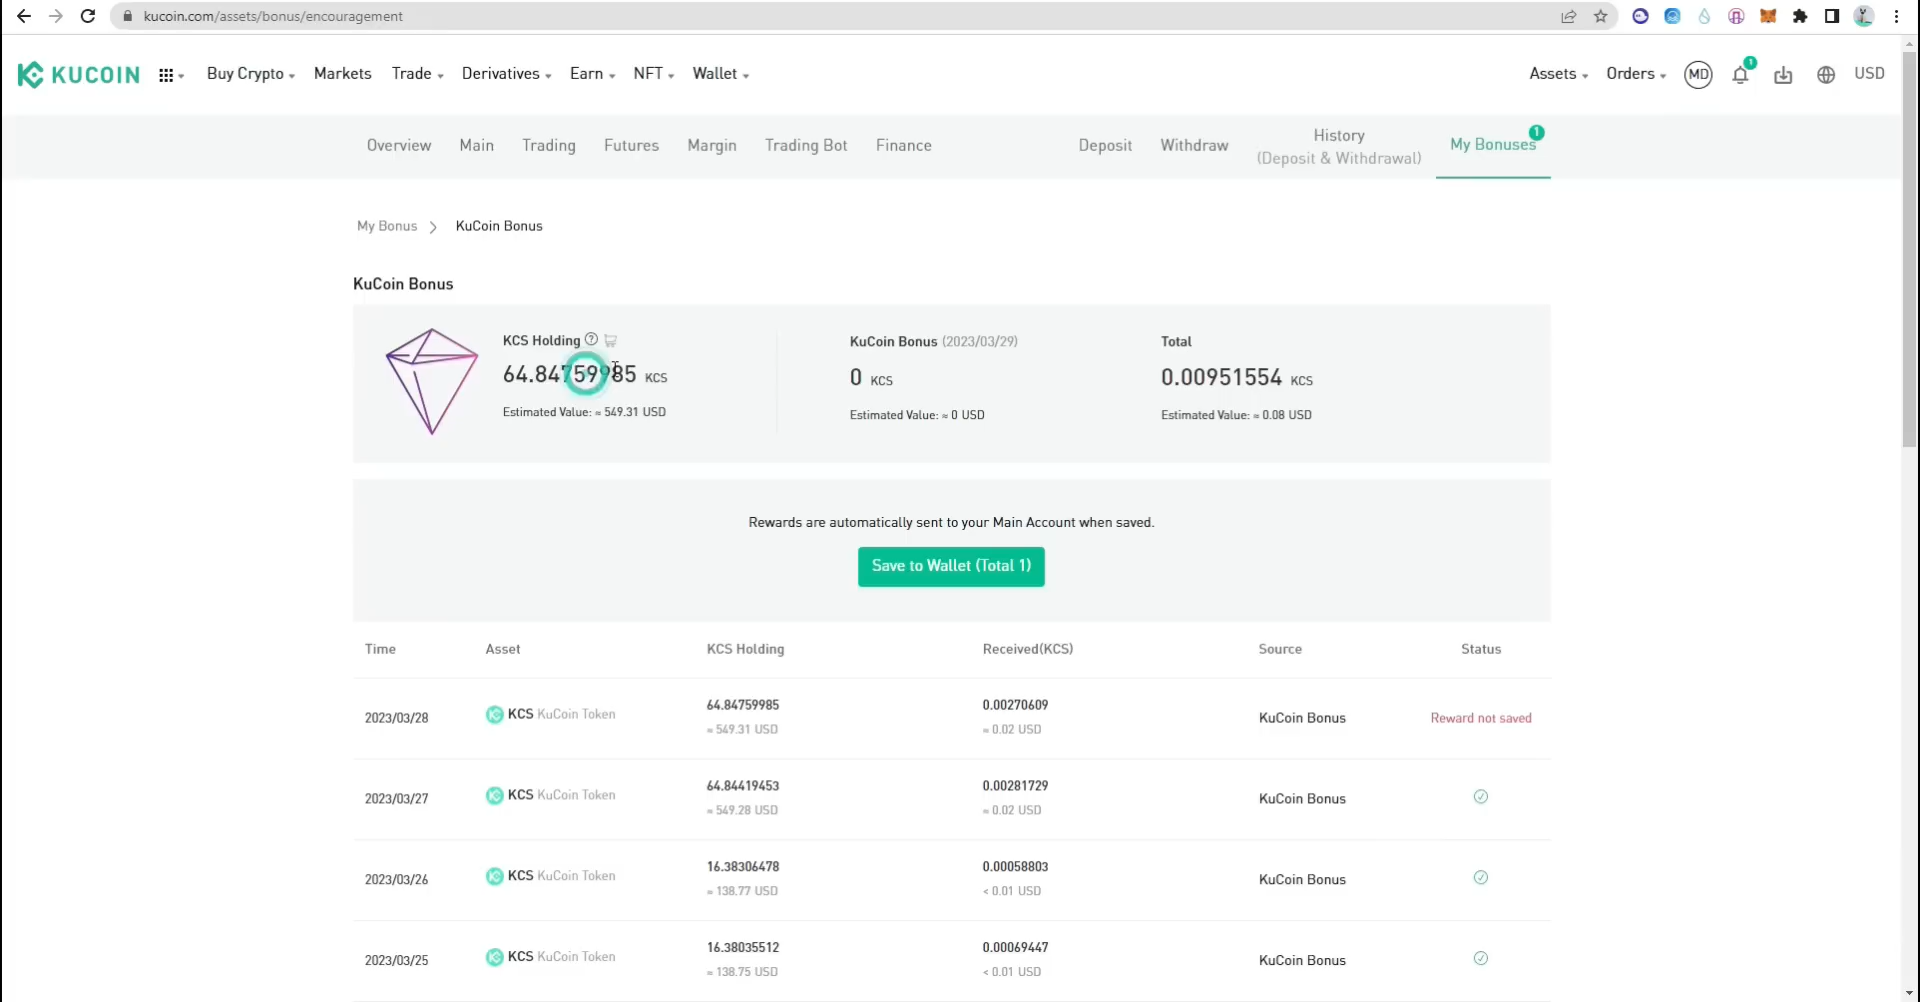 kucoin.com/assets/bonus/encouragement
KUCOIN Buy Crypto Markets Trade Derivatives Earn NFT Wallet Assets Orders MD 1 USD
Overview Main Trading Futures Margin Trading Bot Finance Deposit Withdraw History (Deposit & Withdrawal) My Bonuses 1
My Bonus > KuCoin Bonus
KuCoin Bonus
KCS Holding ? KuCoin Bonus (2023/03/29) Total
64.84759985 KCS 0 KCS 0.00951554 KCS
Estimated Value: ≈ 549.31 USD Estimated Value: ≈ 0 USD Estimated Value: ≈ 0.08 USD
Rewards are automatically sent to your Main Account when saved.
Save to Wallet (Total 1)
Time Asset KCS Holding Received(KCS) Source Status
2023/03/28 KCS KuCoin Token 64.84759985 0.00270609 KuCoin Bonus Reward not saved
≈ 549.31 USD ≈ 0.02 USD
2023/03/27 KCS KuCoin Token 64.84419453 0.00281729 KuCoin Bonus
≈ 549.28 USD ≈ 0.02 USD
2023/03/26 KCS KuCoin Token 16.38306478 0.00058803 KuCoin Bonus
≈ 138.77 USD < 0.01 USD
2023/03/25 KCS KuCoin Token 16.38035512 0.00069447 KuCoin Bonus
≈ 138.75 USD < 0.01 USD